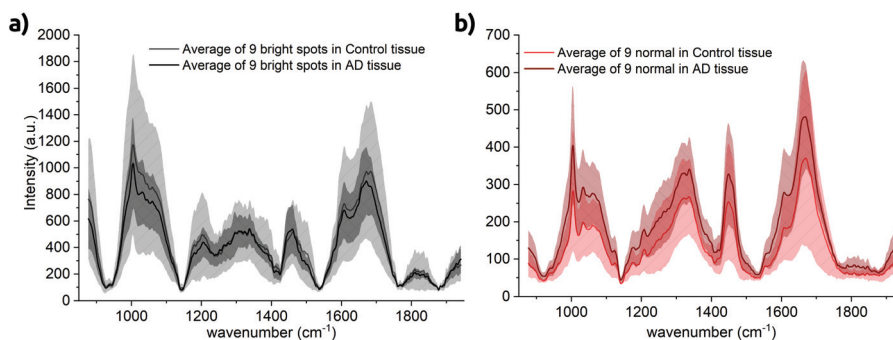 a)
2000
1800
1600
1400
1200
1000
800
600
400
200
0
Intensity (a.u.)
Average of 9 bright spots in Control tissue
Average of 9 bright spots in AD tissue
1000 1200 1400 1600 1800
wavenumber (cm⁻¹)
b)
700
600
500
400
300
200
100
0
Average of 9 normal in Control tissue
Average of 9 normal in AD tissue
1000 1200 1400 1600 1800
wavenumber (cm⁻¹)